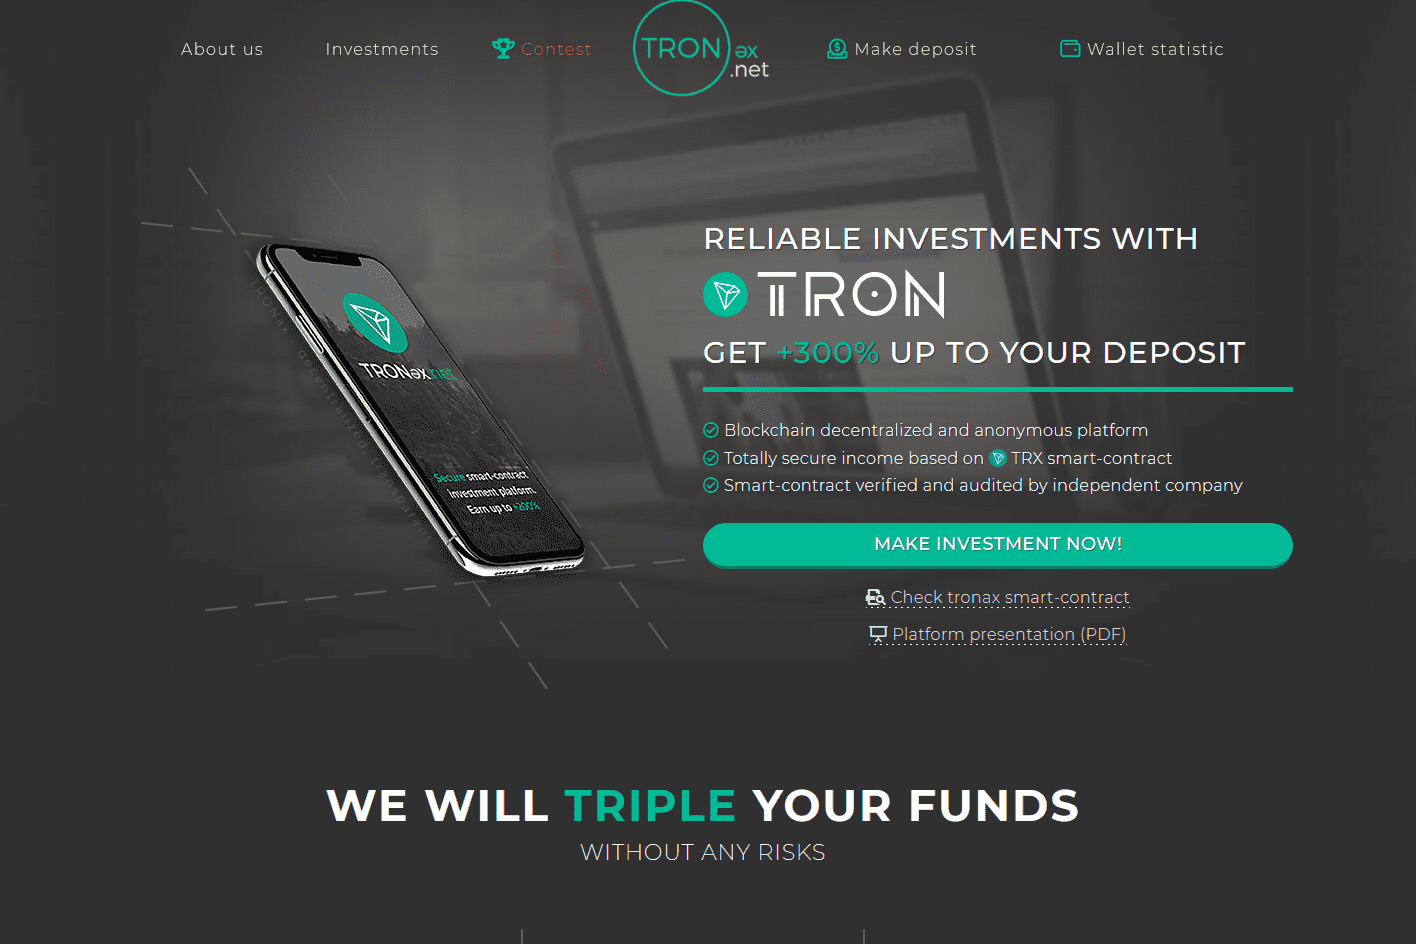 About us
Investments
Contest
TRONəx
.net
Make deposit
Wallet statistic
RELIABLE INVESTMENTS WITH
TRON
GET +300% UP TO YOUR DEPOSIT
Blockchain decentralized and anonymous platform
Totally secure income based on TRX smart-contract
Smart-contract verified and audited by independent company
MAKE INVESTMENT NOW!
Check tronax smart-contract
Platform presentation (PDF)
TRONəx.net
Secure smart-contract
Investment platform.
Earn up to +200%
WE WILL TRIPLE YOUR FUNDS
WITHOUT ANY RISKS